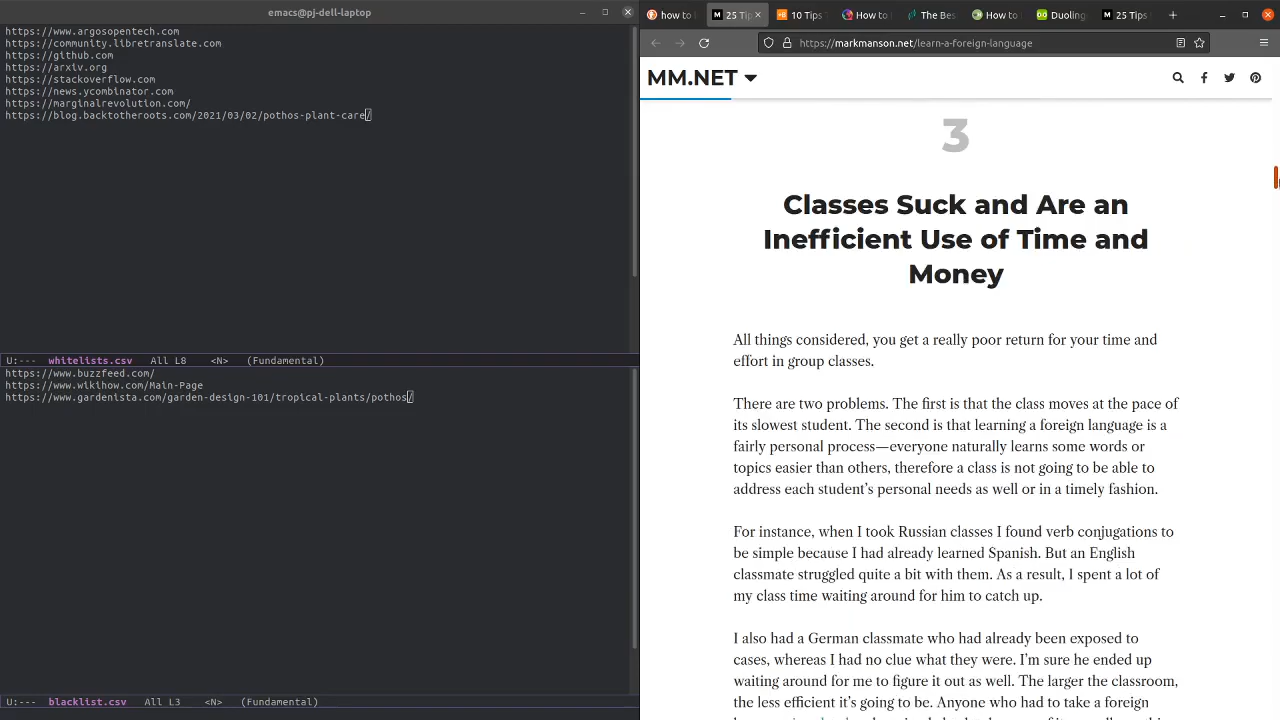 emacs@pj-dell-laptop
https://www.argosopentech.com
https://community.libretranslate.com
https://github.com
https://arxiv.org
https://stackoverflow.com
https://news.ycombinator.com
https://marginalrevolution.com/
https://blog.backtotheroots.com/2021/03/02/pothos-plant-care/
U:--- whitelists.csv All L8 <N> (Fundamental)
https://www.buzzfeed.com/
https://www.wikihow.com/Main-Page
https://www.gardenista.com/garden-design-101/tropical-plants/pothos/
U:--- blacklist.csv All L3 <N> (Fundamental)
how to 25 Tip 10 Tips How to The Bes How to Duoling 25 Tips
https://markmanson.net/learn-a-foreign-language
MM.NET
3
Classes Suck and Are an
Inefficient Use of Time and
Money
All things considered, you get a really poor return for your time and
effort in group classes.
There are two problems. The first is that the class moves at the pace of
its slowest student. The second is that learning a foreign language is a
fairly personal process—everyone naturally learns some words or
topics easier than others, therefore a class is not going to be able to
address each student's personal needs as well or in a timely fashion.
For instance, when I took Russian classes I found verb conjugations to
be simple because I had already learned Spanish. But an English
classmate struggled quite a bit with them. As a result, I spent a lot of
my class time waiting around for him to catch up.
I also had a German classmate who had already been exposed to
cases, whereas I had no clue what they were. I'm sure he ended up
waiting around for me to figure it out as well. The larger the classroom,
the less efficient it's going to be. Anyone who had to take a foreign